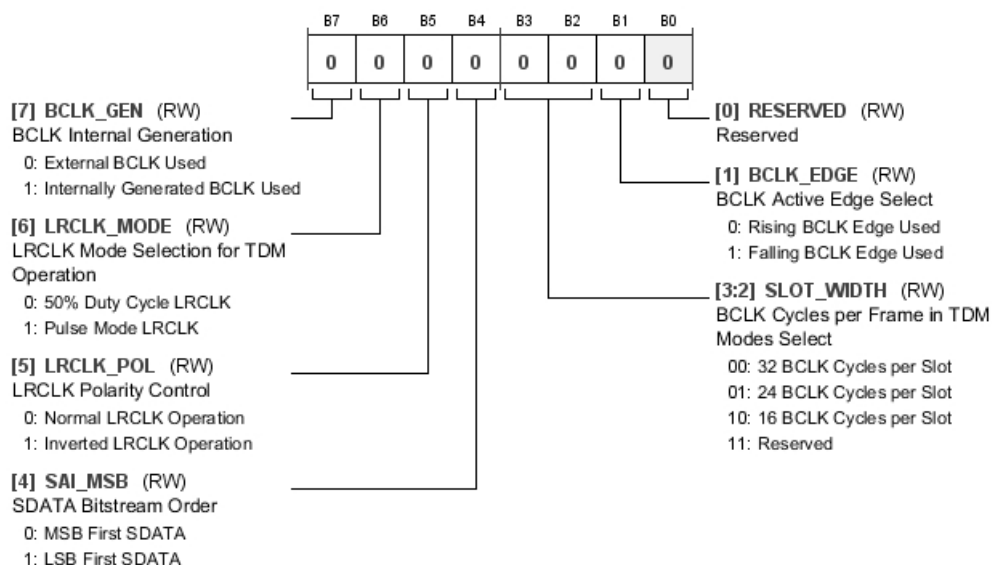 B7 B6 B5 B4 B3 B2 B1 B0
0 0 0 0 0 0 0 0
[7] BCLK_GEN (RW)
BCLK Internal Generation
0: External BCLK Used
1: Internally Generated BCLK Used
[6] LRCLK_MODE (RW)
LRCLK Mode Selection for TDM
Operation
0: 50% Duty Cycle LRCLK
1: Pulse Mode LRCLK
[5] LRCLK_POL (RW)
LRCLK Polarity Control
0: Normal LRCLK Operation
1: Inverted LRCLK Operation
[4] SAI_MSB (RW)
SDATA Bitstream Order
0: MSB First SDATA
1: LSB First SDATA
[0] RESERVED (RW)
Reserved
[1] BCLK_EDGE (RW)
BCLK Active Edge Select
0: Rising BCLK Edge Used
1: Falling BCLK Edge Used
[3:2] SLOT_WIDTH (RW)
BCLK Cycles per Frame in TDM
Modes Select
00: 32 BCLK Cycles per Slot
01: 24 BCLK Cycles per Slot
10: 16 BCLK Cycles per Slot
11: Reserved